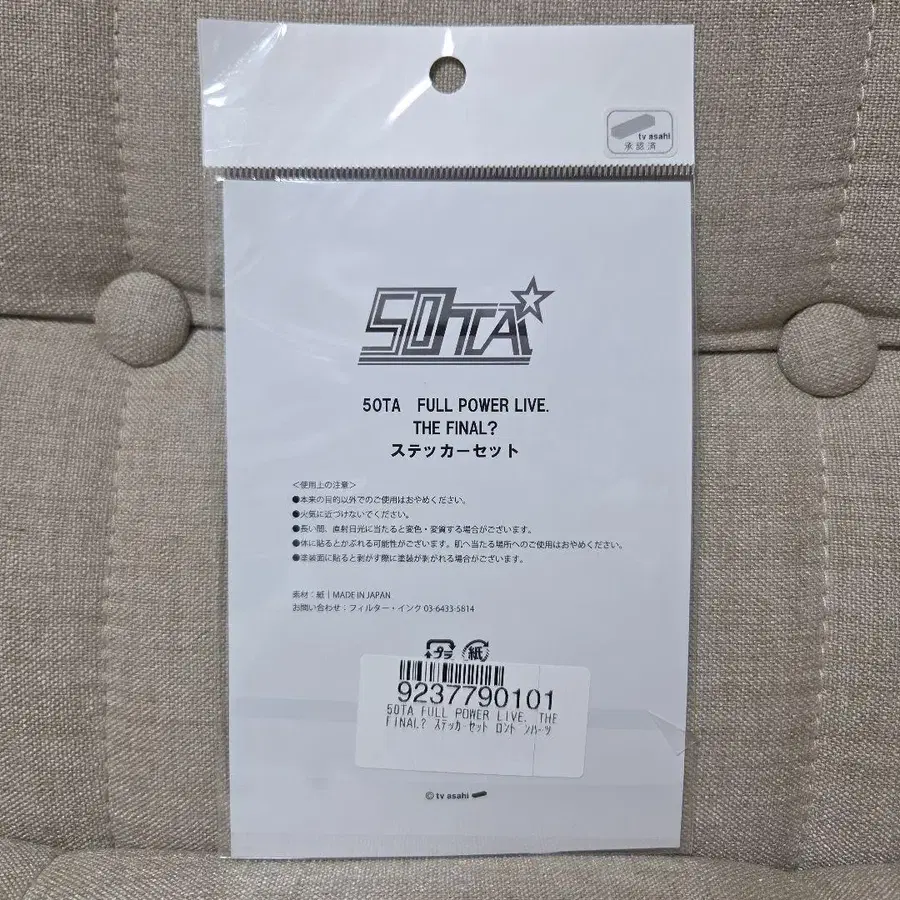 tv asahi
承認済
50TA
50TA FULL POWER LIVE.
THE FINAL?
ステッカーセット
＜使用上の注意＞
●本来の目的以外でのご使用はおやめください。
●火気に近づけないでください。
●長い間、直射日光に当たると変色・変質する場合がございます。
●体に貼るとかぶれる可能性がございます。肌へ当たる場所へのご使用はおやめください。
●塗装面に貼ると剥がす際に塗装が剥がれる場合がございます。
素材：紙｜MADE IN JAPAN
お問い合わせ：フィルター・インク 03-6433-5814
プラ 紙
9237790101
50TA FULL POWER LIVE. THE
FINAL? ステッカーセット ロンドンハーツ
© tv asahi